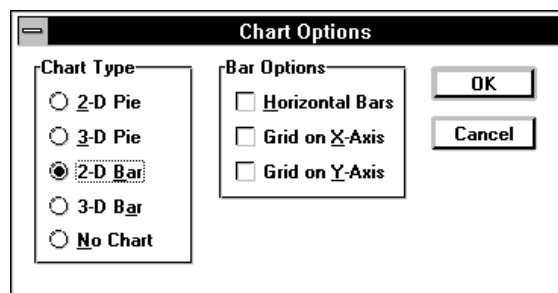 Chart Options
Chart Type
2-D Pie
3-D Pie
2-D Bar
3-D Bar
No Chart
Bar Options
Horizontal Bars
Grid on X-Axis
Grid on Y-Axis
OK
Cancel